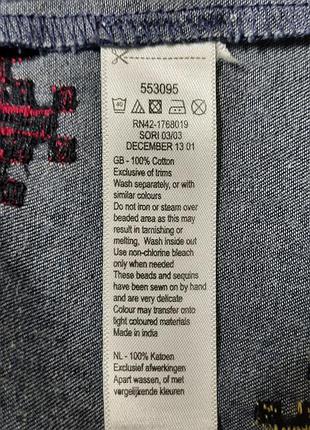 553095
40
RN42-1768019
SORI 03/03
DECEMBER 13 01
GB - 100% Cotton
Exclusive of trims
Wash separately, or with
similar colours
Do not iron or steam over
beaded area as this may
result in tarnishing or
melting, Wash inside out
Use non-chlorine bleach
only when needed
These beads and sequins
have been sewn on by hand
and are very delicate
Colour may transfer onto
light coloured materials
Made in India
NL - 100% Katoen
Exclusief afwerkingen
Apart wassen, of met
vergelijkende kleuren